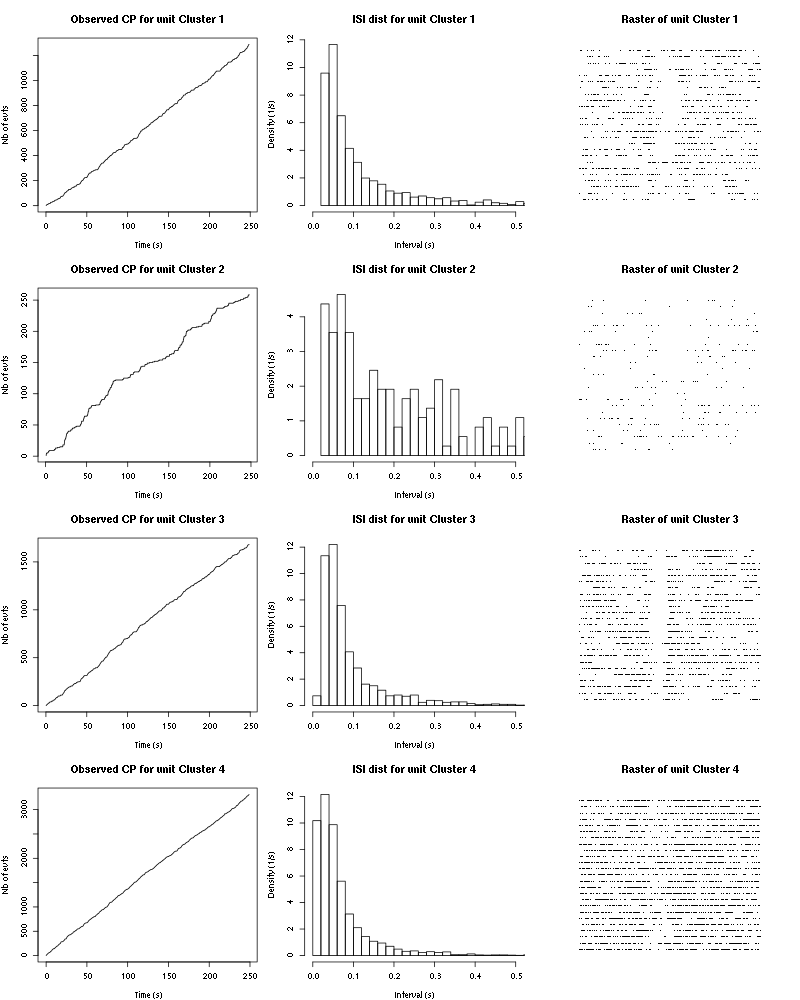 Observed CP for unit Cluster 1
ISI dist for unit Cluster 1
Raster of unit Cluster 1
Nb of evts
0 200 400 600 800 1000
0 50 100 150 200 250
Time (s)
Density (1/s)
0 2 4 6 8 10 12
0.0 0.1 0.2 0.3 0.4 0.5
Interval (s)
Observed CP for unit Cluster 2
ISI dist for unit Cluster 2
Raster of unit Cluster 2
Nb of evts
0 50 100 150 200 250
0 50 100 150 200 250
Time (s)
Density (1/s)
0 1 2 3 4
0.0 0.1 0.2 0.3 0.4 0.5
Interval (s)
Observed CP for unit Cluster 3
ISI dist for unit Cluster 3
Raster of unit Cluster 3
Nb of evts
0 500 1000 1500
0 50 100 150 200 250
Time (s)
Density (1/s)
0 2 4 6 8 10 12
0.0 0.1 0.2 0.3 0.4 0.5
Interval (s)
Observed CP for unit Cluster 4
ISI dist for unit Cluster 4
Raster of unit Cluster 4
Nb of evts
0 500 1000 2000 3000
0 50 100 150 200 250
Time (s)
Density (1/s)
0 2 4 6 8 10 12
0.0 0.1 0.2 0.3 0.4 0.5
Interval (s)